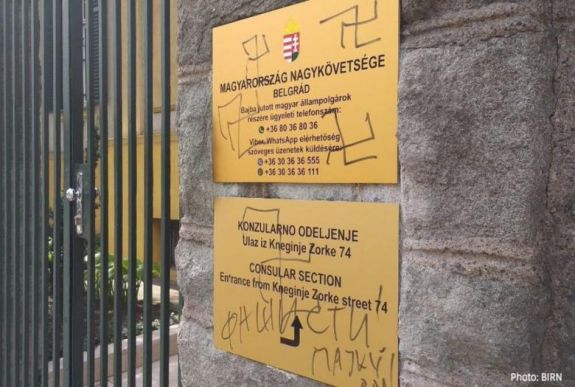 MAGYARORSZÁG NAGYKÖVETSÉGE
BELGRÁD
Bajba jutott magyar állampolgárok
részére ügyeleti telefonszám:
+36 80 36 80 36
Viber, WhatsApp elérhetőség
szöveges üzenetek küldésére:
+36 30 36 36 555
+36 30 36 36 111
KONZULARNO ODELJENJE
Ulaz iz Kneginje Zorke 74
CONSULAR SECTION
Entrance from Kneginje Zorke street 74
ФАШИСТИ
МАЈКУ
Photo: BIRN